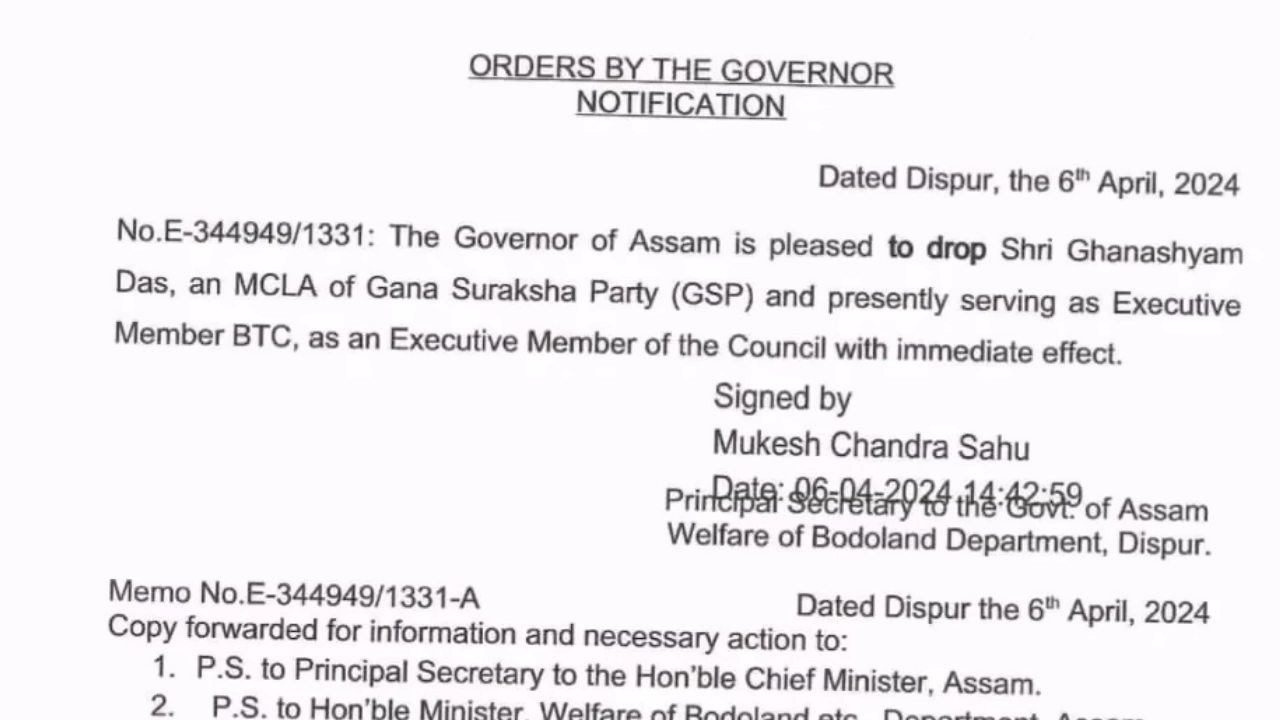 ORDERS BY THE GOVERNOR
NOTIFICATION
Dated Dispur, the 6th April, 2024
No.E-344949/1331: The Governor of Assam is pleased to drop Shri Ghanashyam
Das, an MCLA of Gana Suraksha Party (GSP) and presently serving as Executive
Member BTC, as an Executive Member of the Council with immediate effect.
Signed by
Mukesh Chandra Sahu
Date: 06-04-2024 14:42:59
Principal Secretary to the Govt. of Assam
Welfare of Bodoland Department, Dispur.
Memo No.E-344949/1331-A Dated Dispur the 6th April, 2024
Copy forwarded for information and necessary action to:
1. P.S. to Principal Secretary to the Hon'ble Chief Minister, Assam.
2. P.S. to Hon'ble Minister, Welfare of Bodoland etc., Department, Assam